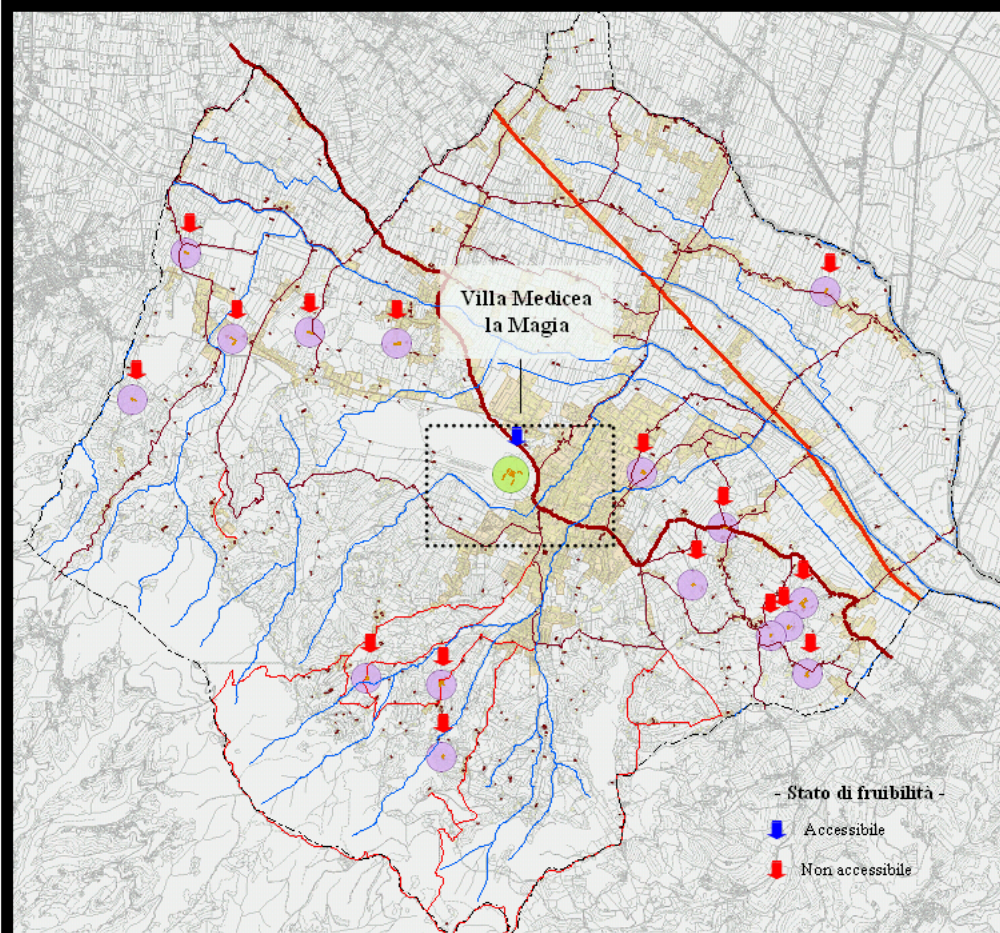 Villa Medicea
la Magia
- Stato di fruibilità -
Accessibile
Non accessibile